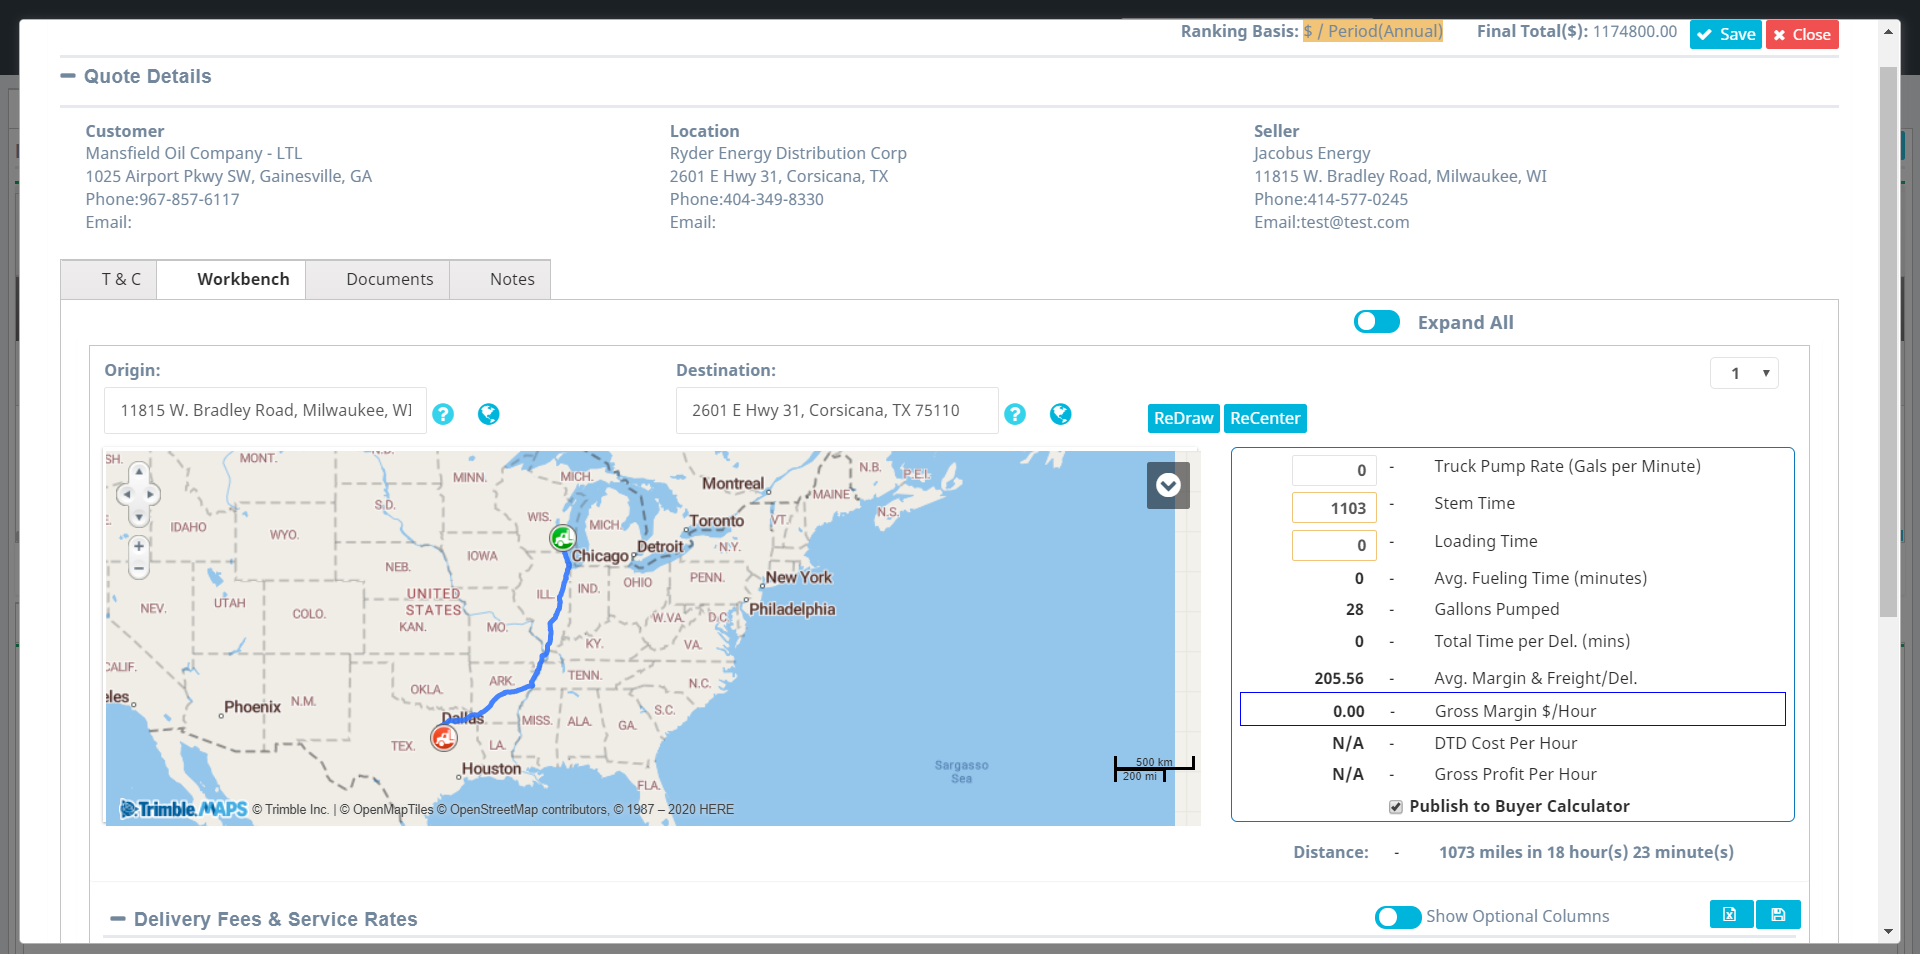 Ranking Basis: $ / Period(Annual) Final Total($): 1174800.00 Save Close
Quote Details
Customer
Mansfield Oil Company - LTL
1025 Airport Pkwy SW, Gainesville, GA
Phone:967-857-6117
Email:
Location
Ryder Energy Distribution Corp
2601 E Hwy 31, Corsicana, TX
Phone:404-349-8330
Email:
Seller
Jacobus Energy
11815 W. Bradley Road, Milwaukee, WI
Phone:414-577-0245
Email:test@test.com
T & C Workbench Documents Notes
Expand All
Origin:
11815 W. Bradley Road, Milwaukee, WI
Destination:
2601 E Hwy 31, Corsicana, TX 75110
ReDraw ReCenter
1
SH.
MONT.
MINN.
MICH.
Montreal
N.B.
P.E.I.
MAINE
N.S.
S.D.
IDAHO
WYO.
WIS.
MICH.
Toronto
VT.
IOWA
Chicago
Detroit
N.Y.
NEB.
NEV.
UTAH
COLO.
UNITED
STATES
KAN.
MO.
ILL.
IND.
OHIO
PENN.
New York
Philadelphia
W.VA.
D.C.
VA.
KY.
CALIF.
les
Phoenix
N.M.
OKLA.
ARK.
TENN.
N.C.
S.C.
Dallas
MISS.
ALA.
GA.
TEX.
LA.
Houston
FLA.
Sargasso
Sea
500 km
200 mi
Trimble MAPS © Trimble Inc. | © OpenMapTiles © OpenStreetMap contributors, © 1987 – 2020 HERE
0 - Truck Pump Rate (Gals per Minute)
1103 - Stem Time
0 - Loading Time
0 - Avg. Fueling Time (minutes)
28 - Gallons Pumped
0 - Total Time per Del. (mins)
205.56 - Avg. Margin & Freight/Del.
0.00 - Gross Margin $/Hour
N/A - DTD Cost Per Hour
N/A - Gross Profit Per Hour
Publish to Buyer Calculator
Distance: - 1073 miles in 18 hour(s) 23 minute(s)
Delivery Fees & Service Rates
Show Optional Columns